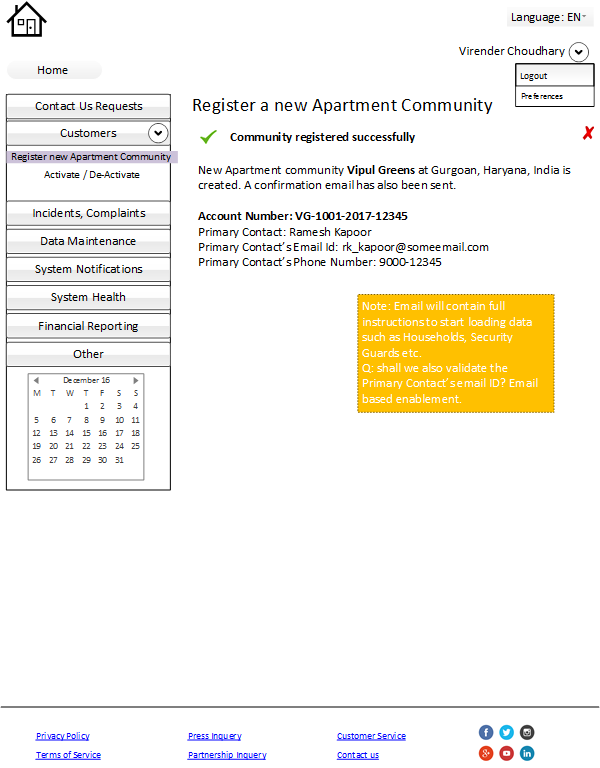 Language: EN
Virender Choudhary
Logout
Preferences
Home
Contact Us Requests
Customers
Register new Apartment Community
Activate / De-Activate
Incidents, Complaints
Data Maintenance
System Notifications
System Health
Financial Reporting
Other
December 16
M T W T F S S
1 2 3 4
5 6 7 8 9 10 11
12 13 14 15 16 17 18
19 20 21 22 23 24 25
26 27 28 29 30 31
Register a new Apartment Community
Community registered successfully
New Apartment community Vipul Greens at Gurgoan, Haryana, India is
created. A confirmation email has also been sent.
Account Number: VG-1001-2017-12345
Primary Contact: Ramesh Kapoor
Primary Contact's Email Id: rk_kapoor@someemail.com
Primary Contact's Phone Number: 9000-12345
Note: Email will contain full
instructions to start loading data
such as Households, Security
Guards etc.
Q: shall we also validate the
Primary Contact's email ID? Email
based enablement.
Privacy Policy
Press Inquery
Customer Service
Terms of Service
Partnership Inquery
Contact us